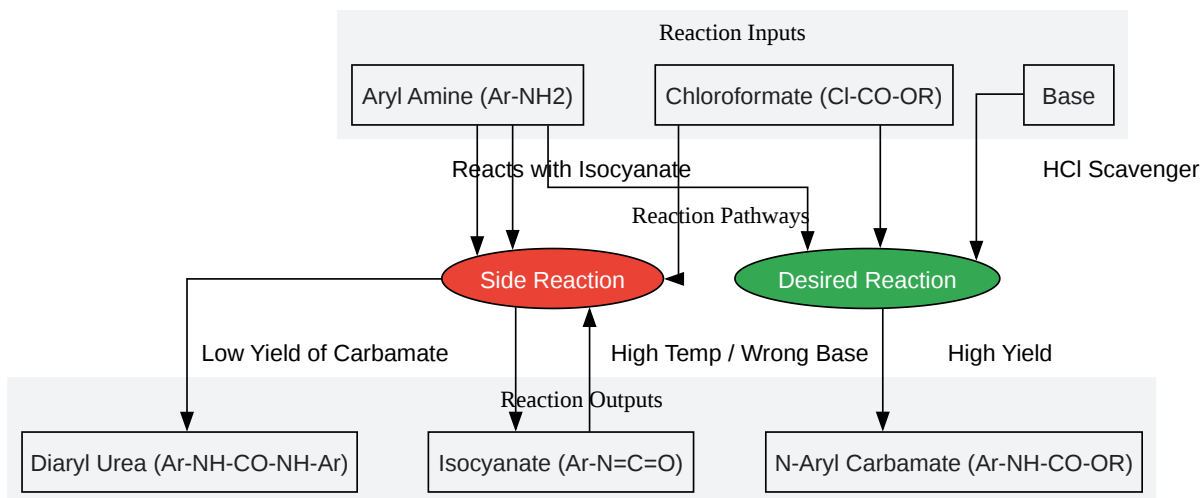 Reaction Inputs
Aryl Amine (Ar-NH2)
Chloroformate (Cl-CO-OR)
Base
Reacts with Isocyanate
HCl Scavenger
Reaction Pathways
Side Reaction
Desired Reaction
Low Yield of Carbamate
High Temp / Wrong Base
High Yield
Reaction Outputs
Diaryl Urea (Ar-NH-CO-NH-Ar)
Isocyanate (Ar-N=C=O)
N-Aryl Carbamate (Ar-NH-CO-OR)